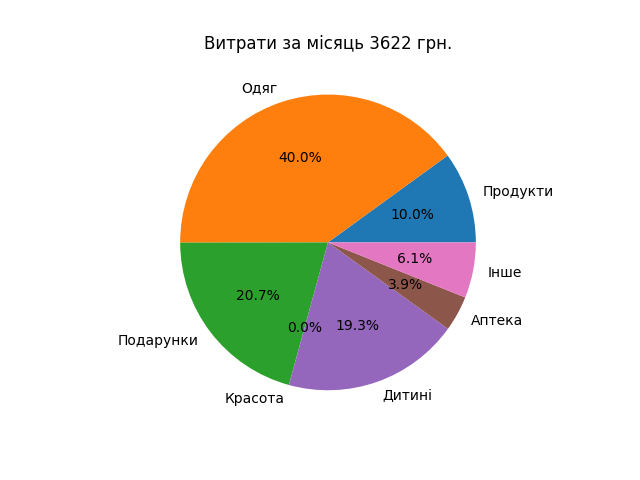 Витрати за місяць 3622 грн.
Одяг
40.0%
Продукти
10.0%
6.1%
Інше
3.9%
Аптека
20.7%
0.0%
19.3%
Подарунки
Красота
Дитині